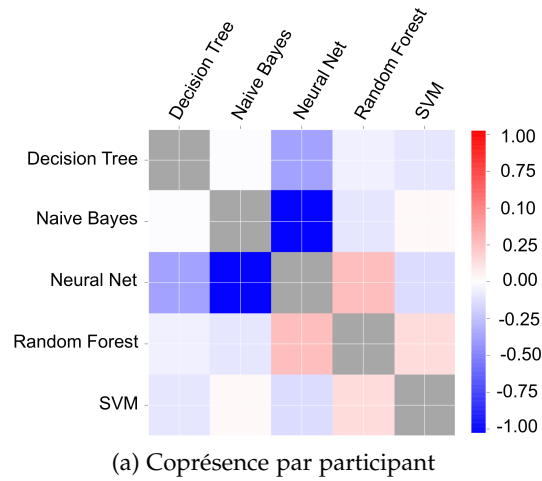 Decision Tree
Naive Bayes
Neural Net
Random Forest
SVM
Decision Tree
Naive Bayes
Neural Net
Random Forest
SVM
1.00
0.75
0.10
0.25
0.00
-0.25
-0.50
-0.75
-1.00
(a) Coprésence par participant